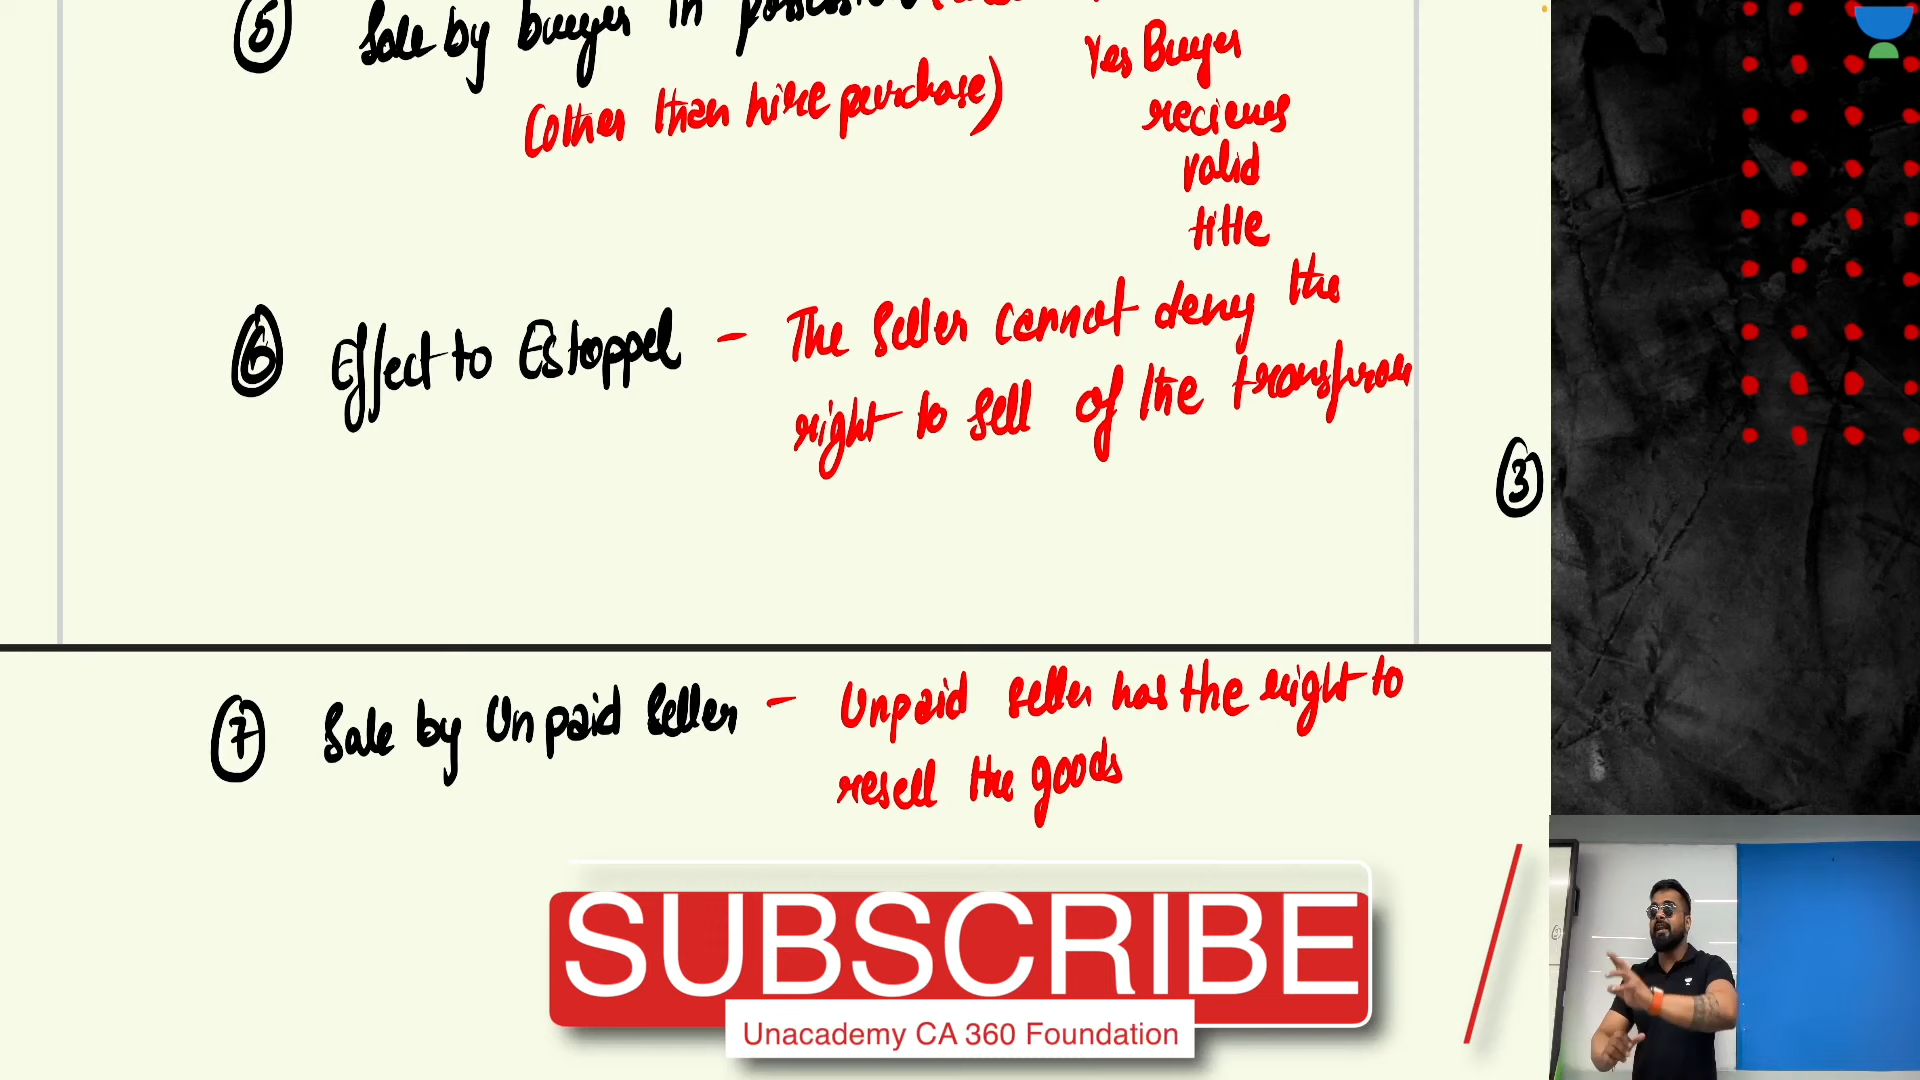 5 Sale by buyer in
Yes Buyer
(other than hire purchase)
recieves
valid
title
6 Effect to Estoppel - The Seller cannot deny the
right to sell of the
3
7 Sale by Unpaid Seller - Unpaid seller has the right to
resell the goods
SUBSCRIBE
Unacademy CA 360 Foundation